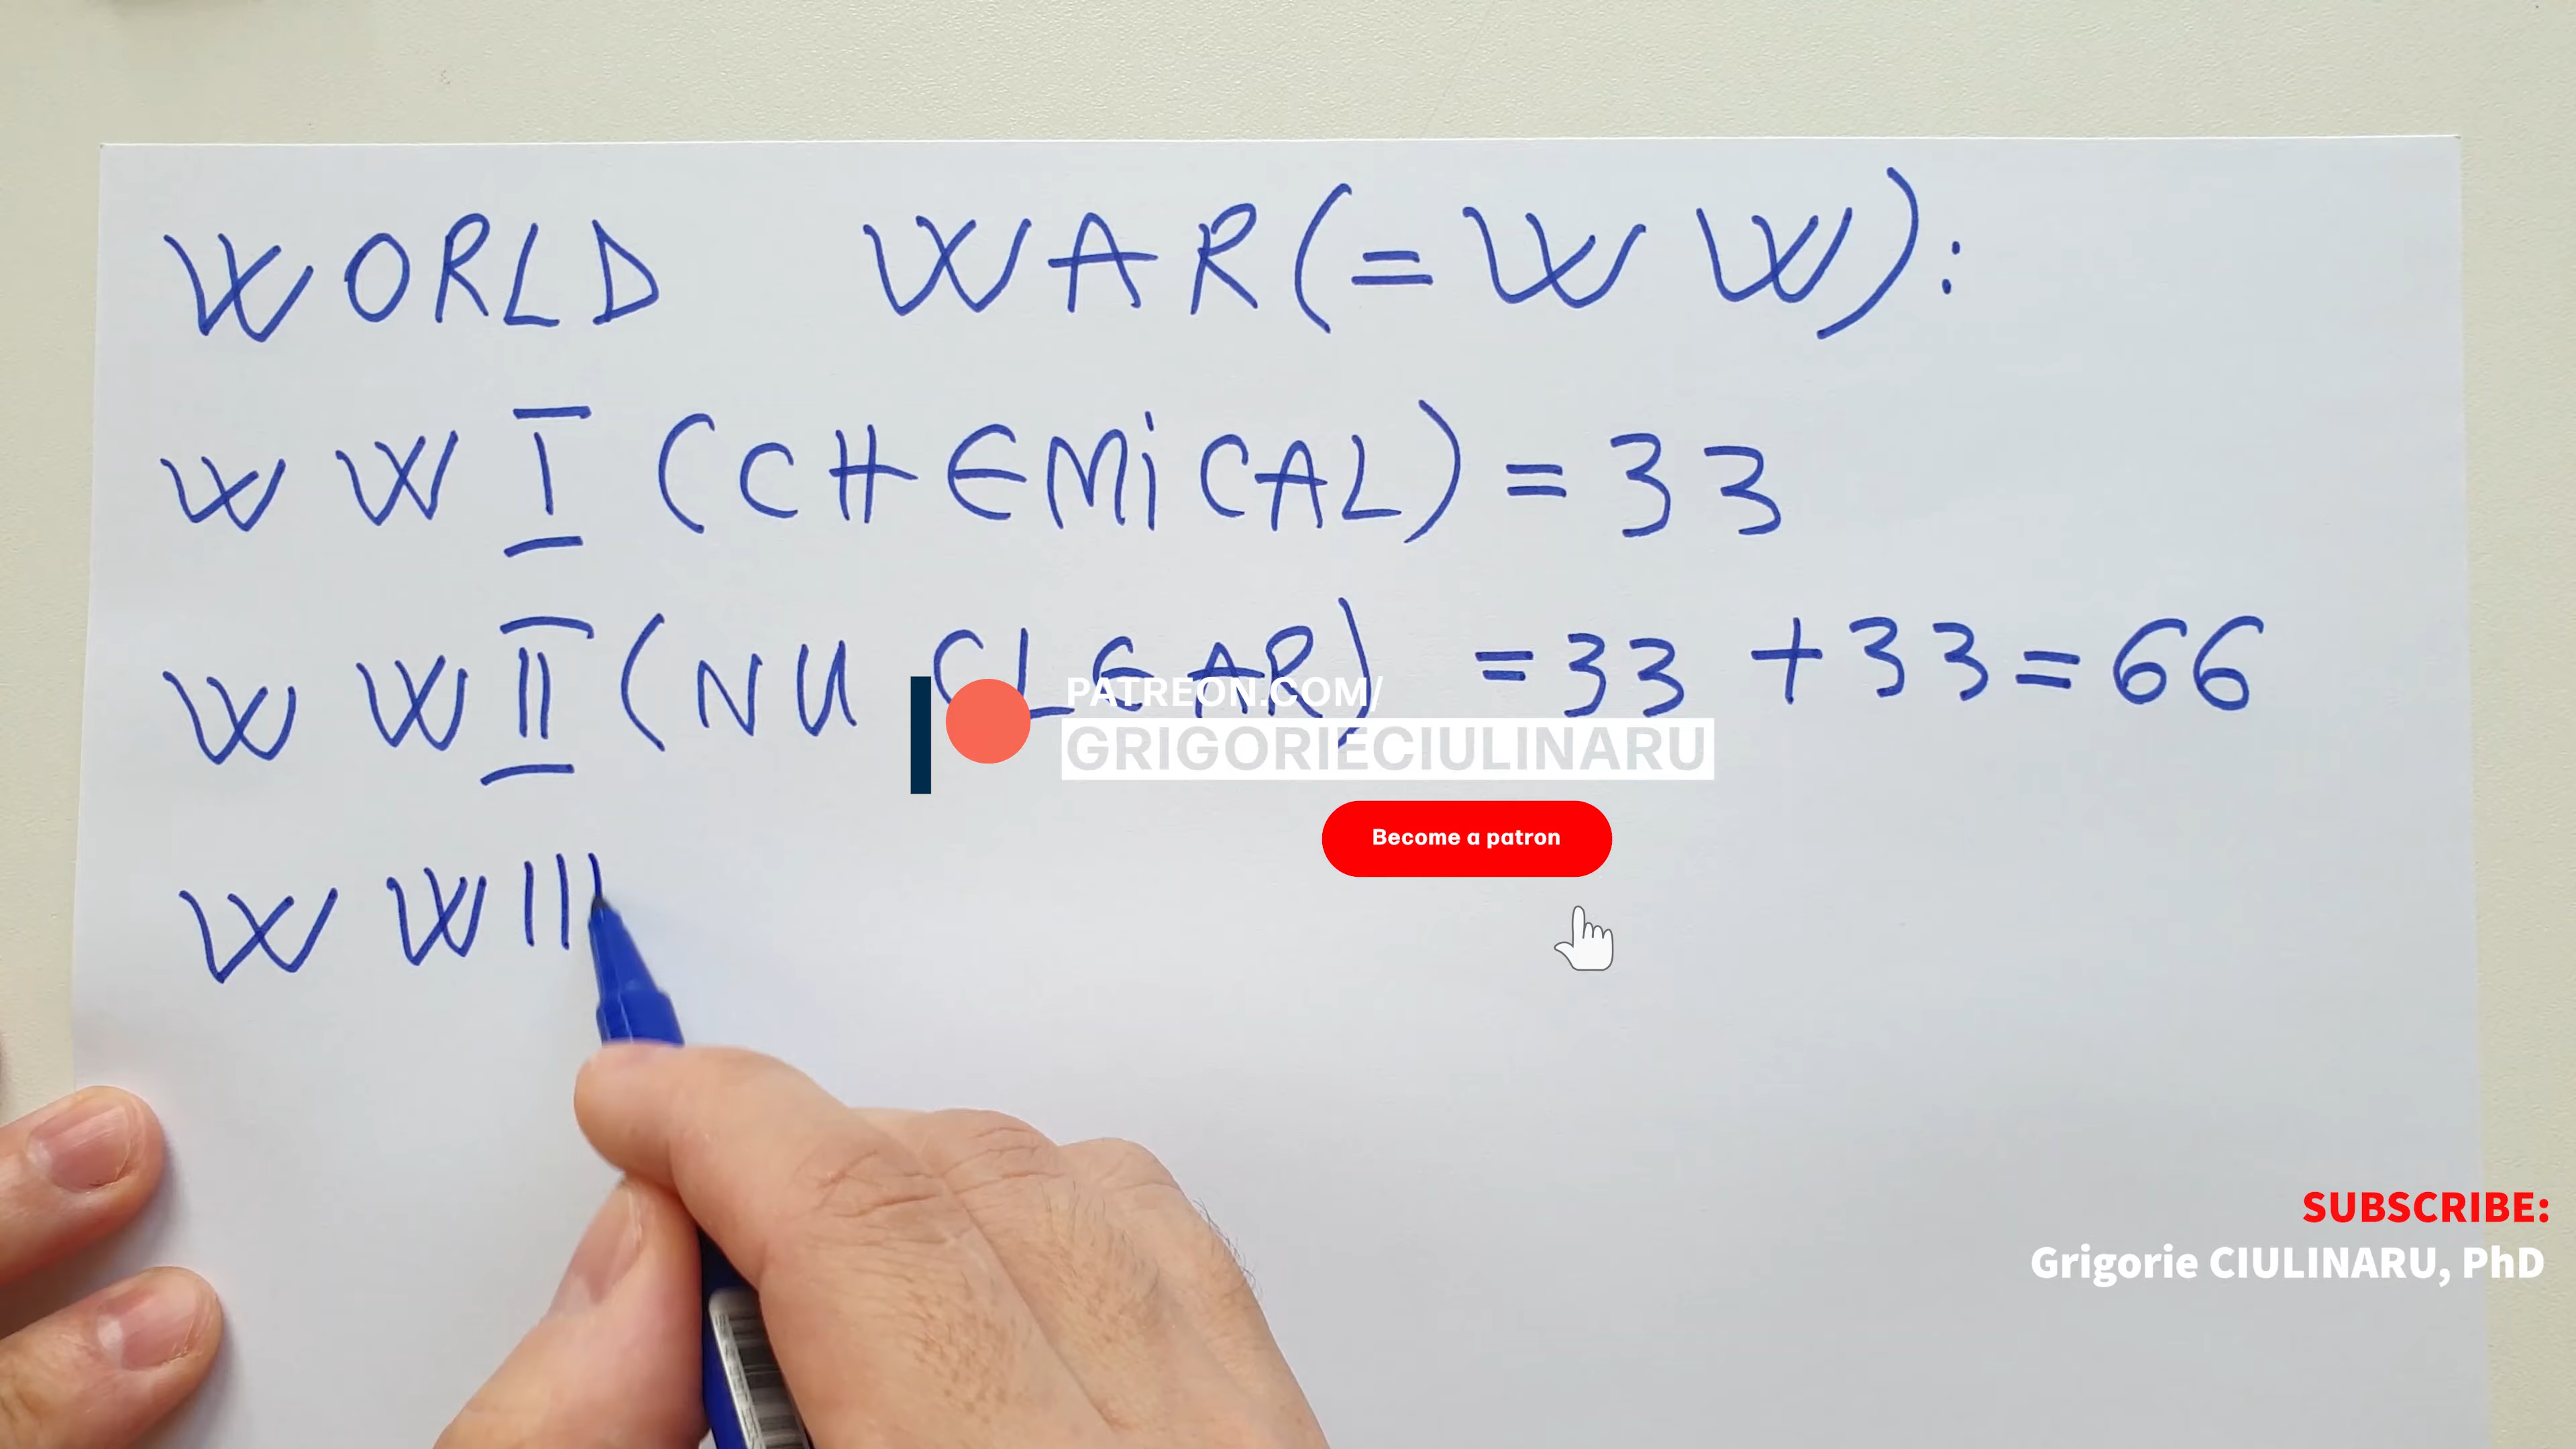 WORLD WAR (= WW):
WW I (CHEMiCAL) = 33
WW II (NUCLEAR) = 33 + 33 = 66
PATREON.COM/
GRIGORIECIULINARU
Become a patron
WW III
SUBSCRIBE:
Grigorie CIULINARU, PhD